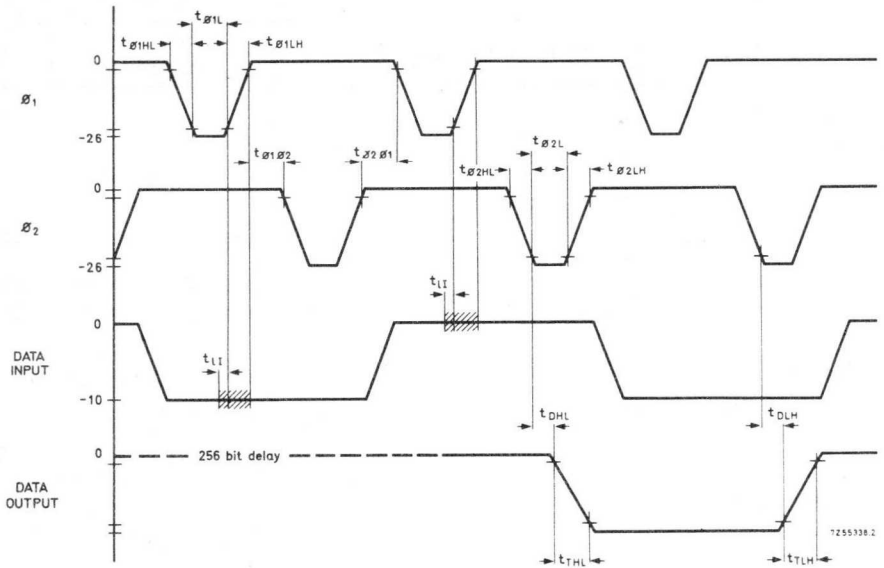 tø1L
tø1HL
tø1LH
0
ø1
-26
tø1ø2
tø2ø1
tø2L
tø2HL
tø2LH
0
ø2
-26
tLI
0
DATA
INPUT
tLI
-10
tDHL
tDLH
0
256 bit delay
DATA
OUTPUT
7Z55338.2
tTHL
tTLH